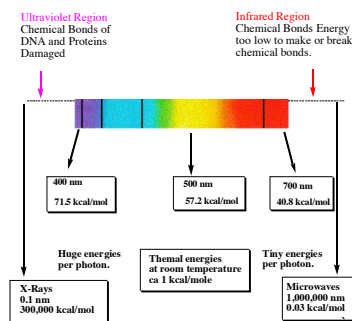 Ultraviolet Region
Chemical Bonds of
DNA and Proteins
Damaged
Infrared Region
Chemical Bonds Energy
too low to make or break
chemical bonds.
400 nm
71.5 kcal/mol
500 nm
57.2 kcal/mol
700 nm
40.8 kcal/mol
Huge energies
per photon.
Themal energies
at room temperature
ca 1 kcal/mole
Tiny energies
per photon.
X-Rays
0.1 nm
300,000 kcal/mol
Microwaves
1,000,000 nm
0.03 kcal/mol